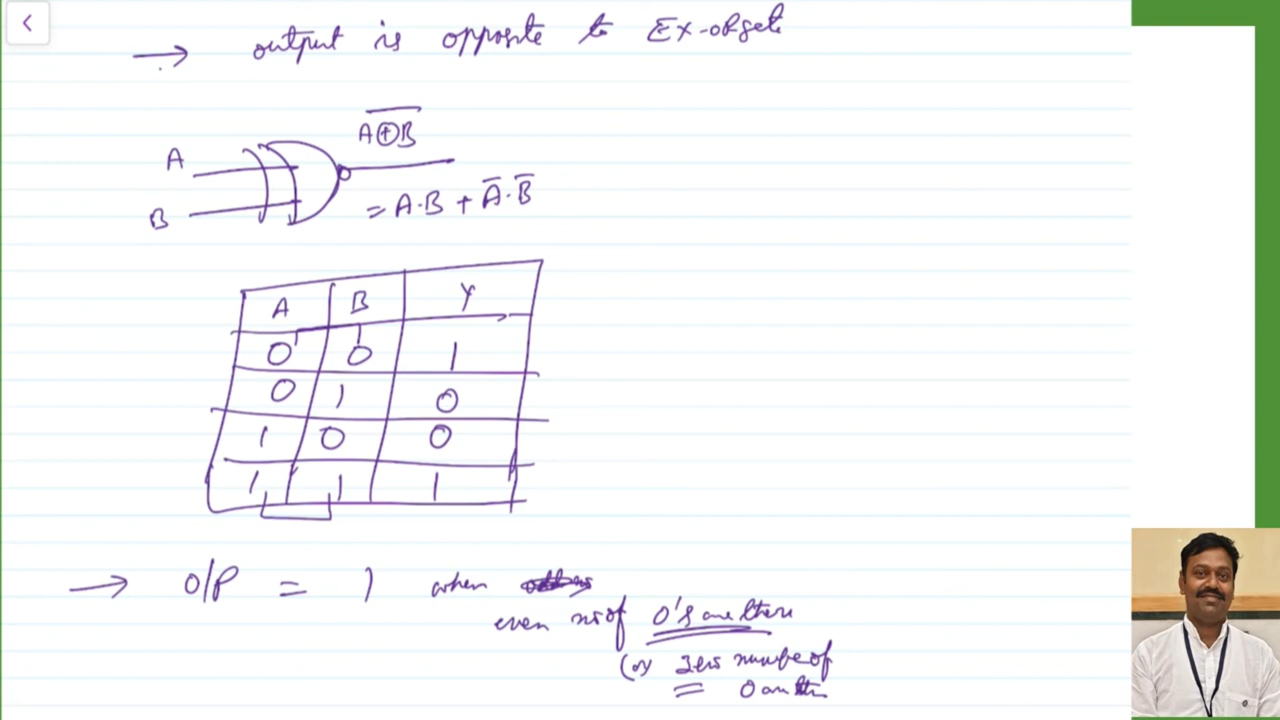 → output is opposite to Ex-orgate
A⊕B̅
A
B
= A·B + A̅·B̅
A B Y
0 0 1
0 1 0
1 0 0
1 1 1
→ O/P = 1 when
even no of 0's are there
(or) zero number of
0 are there